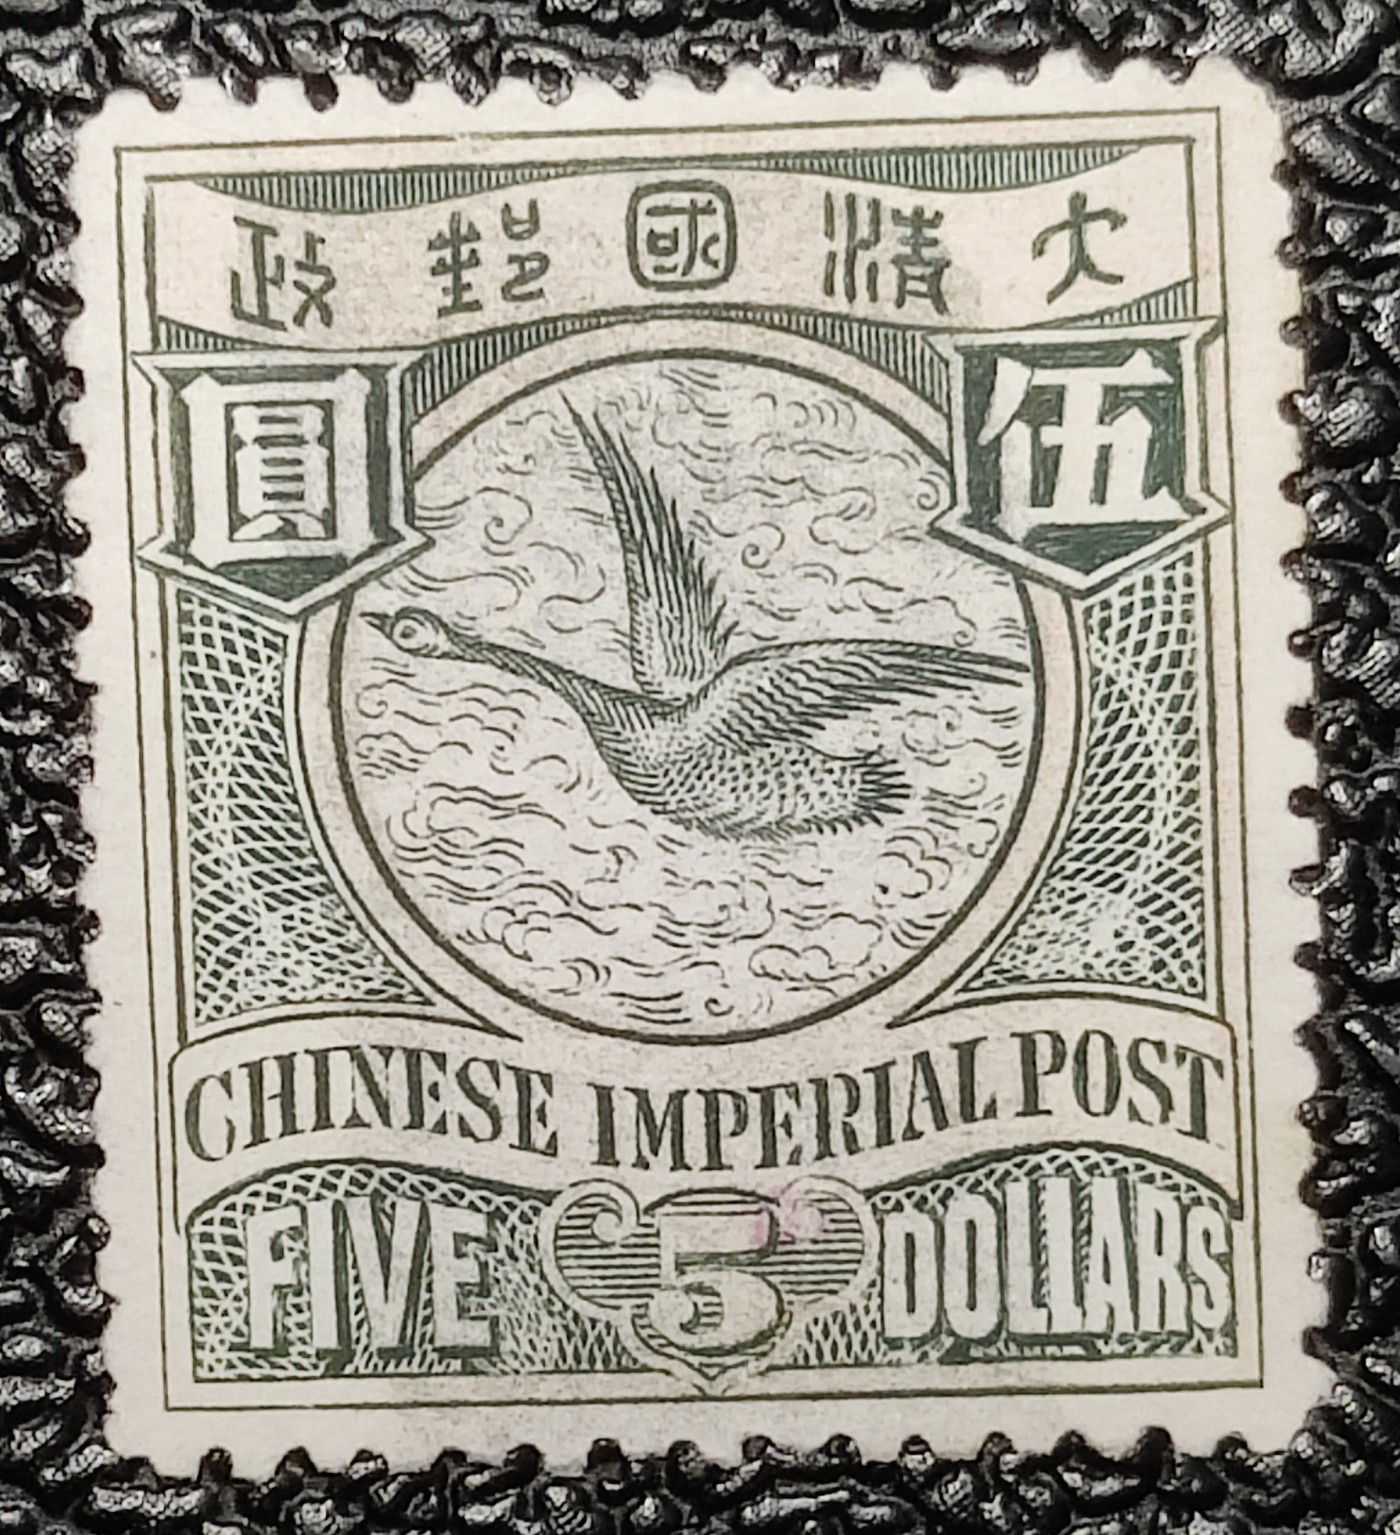 大清國郵政
伍圓
CHINESE IMPERIAL POST
FIVE 5 DOLLARS